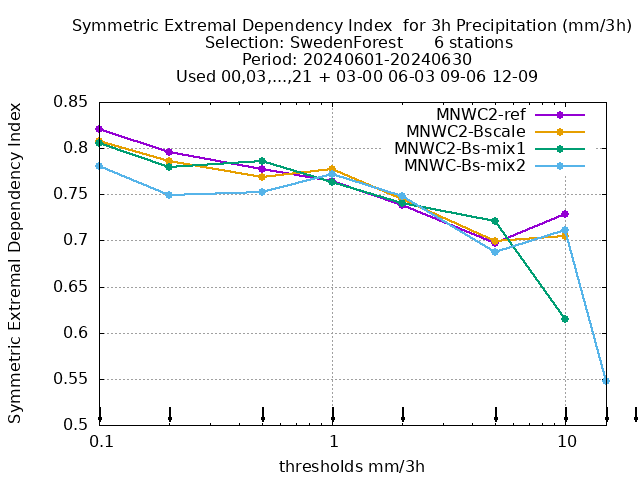 Symmetric Extremal Dependency Index  for 3h Precipitation (mm/3h)
Selection: SwedenForest      6 stations
Period: 20240601-20240630
Used 00,03,...,21 + 03-00 06-03 09-06 12-09
MNWC2-ref
MNWC2-Bscale
MNWC2-Bs-mix1
MNWC-Bs-mix2
Symmetric Extremal Dependency Index
0.85
0.8
0.75
0.7
0.65
0.6
0.55
0.5
0.1 1 10
thresholds mm/3h